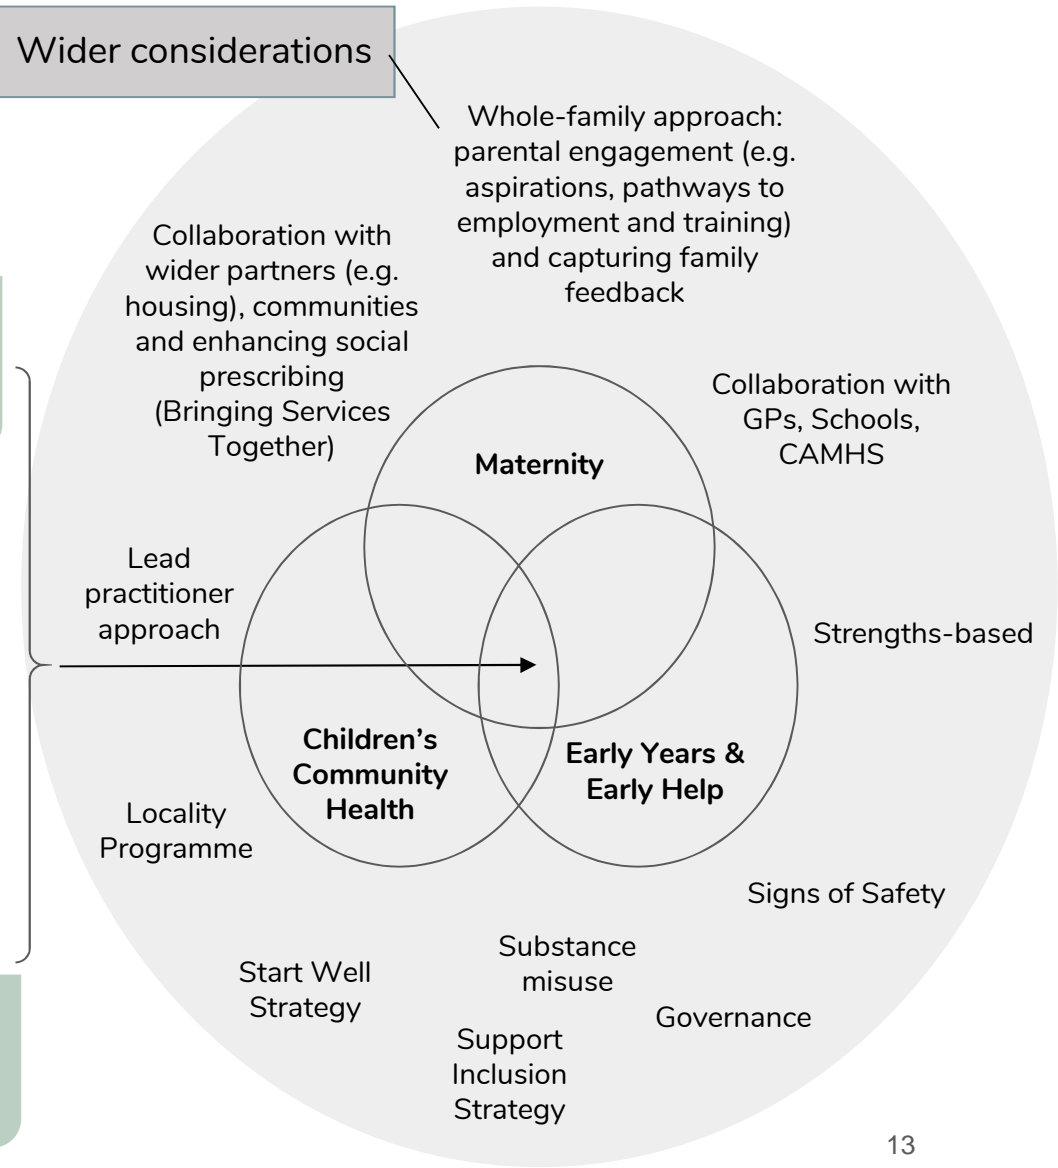 Wider considerations
Whole-family approach:
parental engagement (e.g.
aspirations, pathways to
employment and training)
and capturing family
feedback
Collaboration with
wider partners (e.g.
housing), communities
and enhancing social
prescribing
(Bringing Services
Together)
Collaboration with
GPs, Schools,
CAMHS
Maternity
Lead
practitioner
approach
Strengths-based
Children's
Community
Health
Early Years &
Early Help
Locality
Programme
Signs of Safety
Substance
misuse
Start Well
Strategy
Governance
Support
Inclusion
Strategy
13